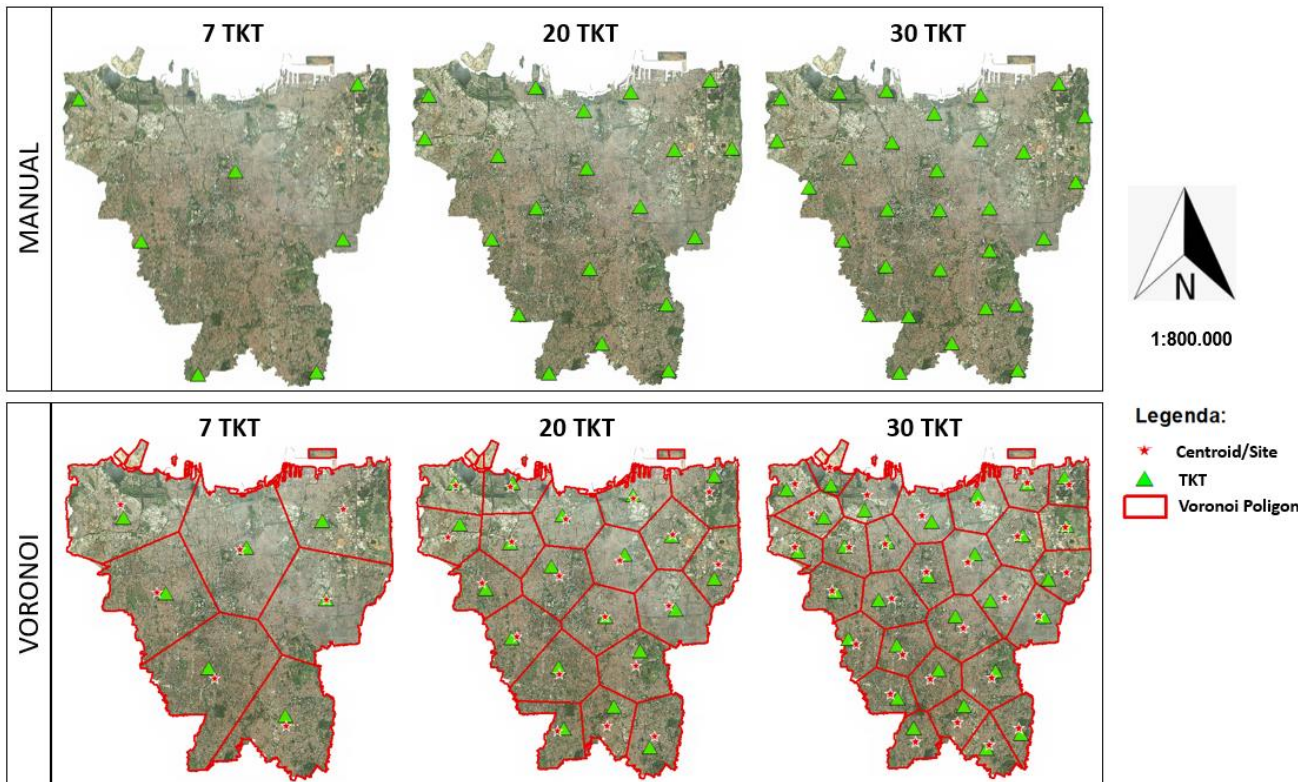 MANUAL
7 TKT
20 TKT
30 TKT
N
1:800.000
VORONOI
7 TKT
20 TKT
30 TKT
Legenda:
Centroid/Site
TKT
Voronoi Poligon